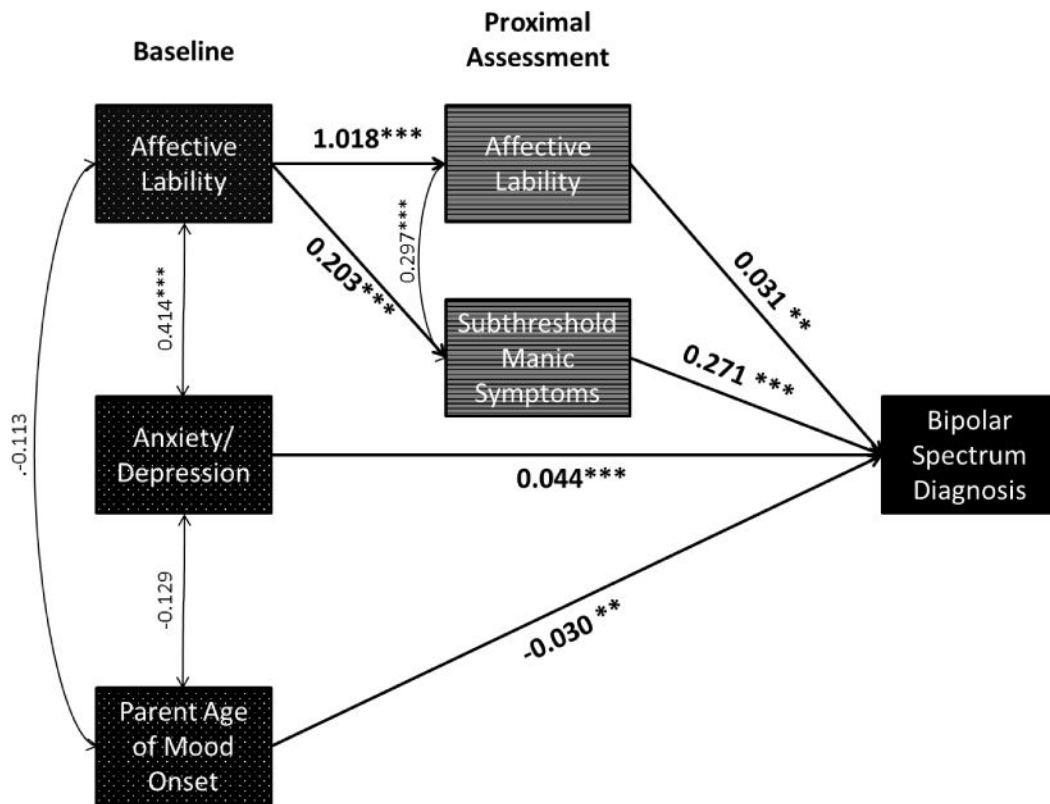 Baseline
Proximal
Assessment
Affective
Lability
1.018***
Affective
Lability
0.203***
0.297***
0.031 **
0.414***
Subthreshold
Manic
Symptoms
0.271 ***
.-0.113
Anxiety/
Depression
0.044***
Bipolar
Spectrum
Diagnosis
-0.129
-0.030 **
Parent Age
of Mood
Onset